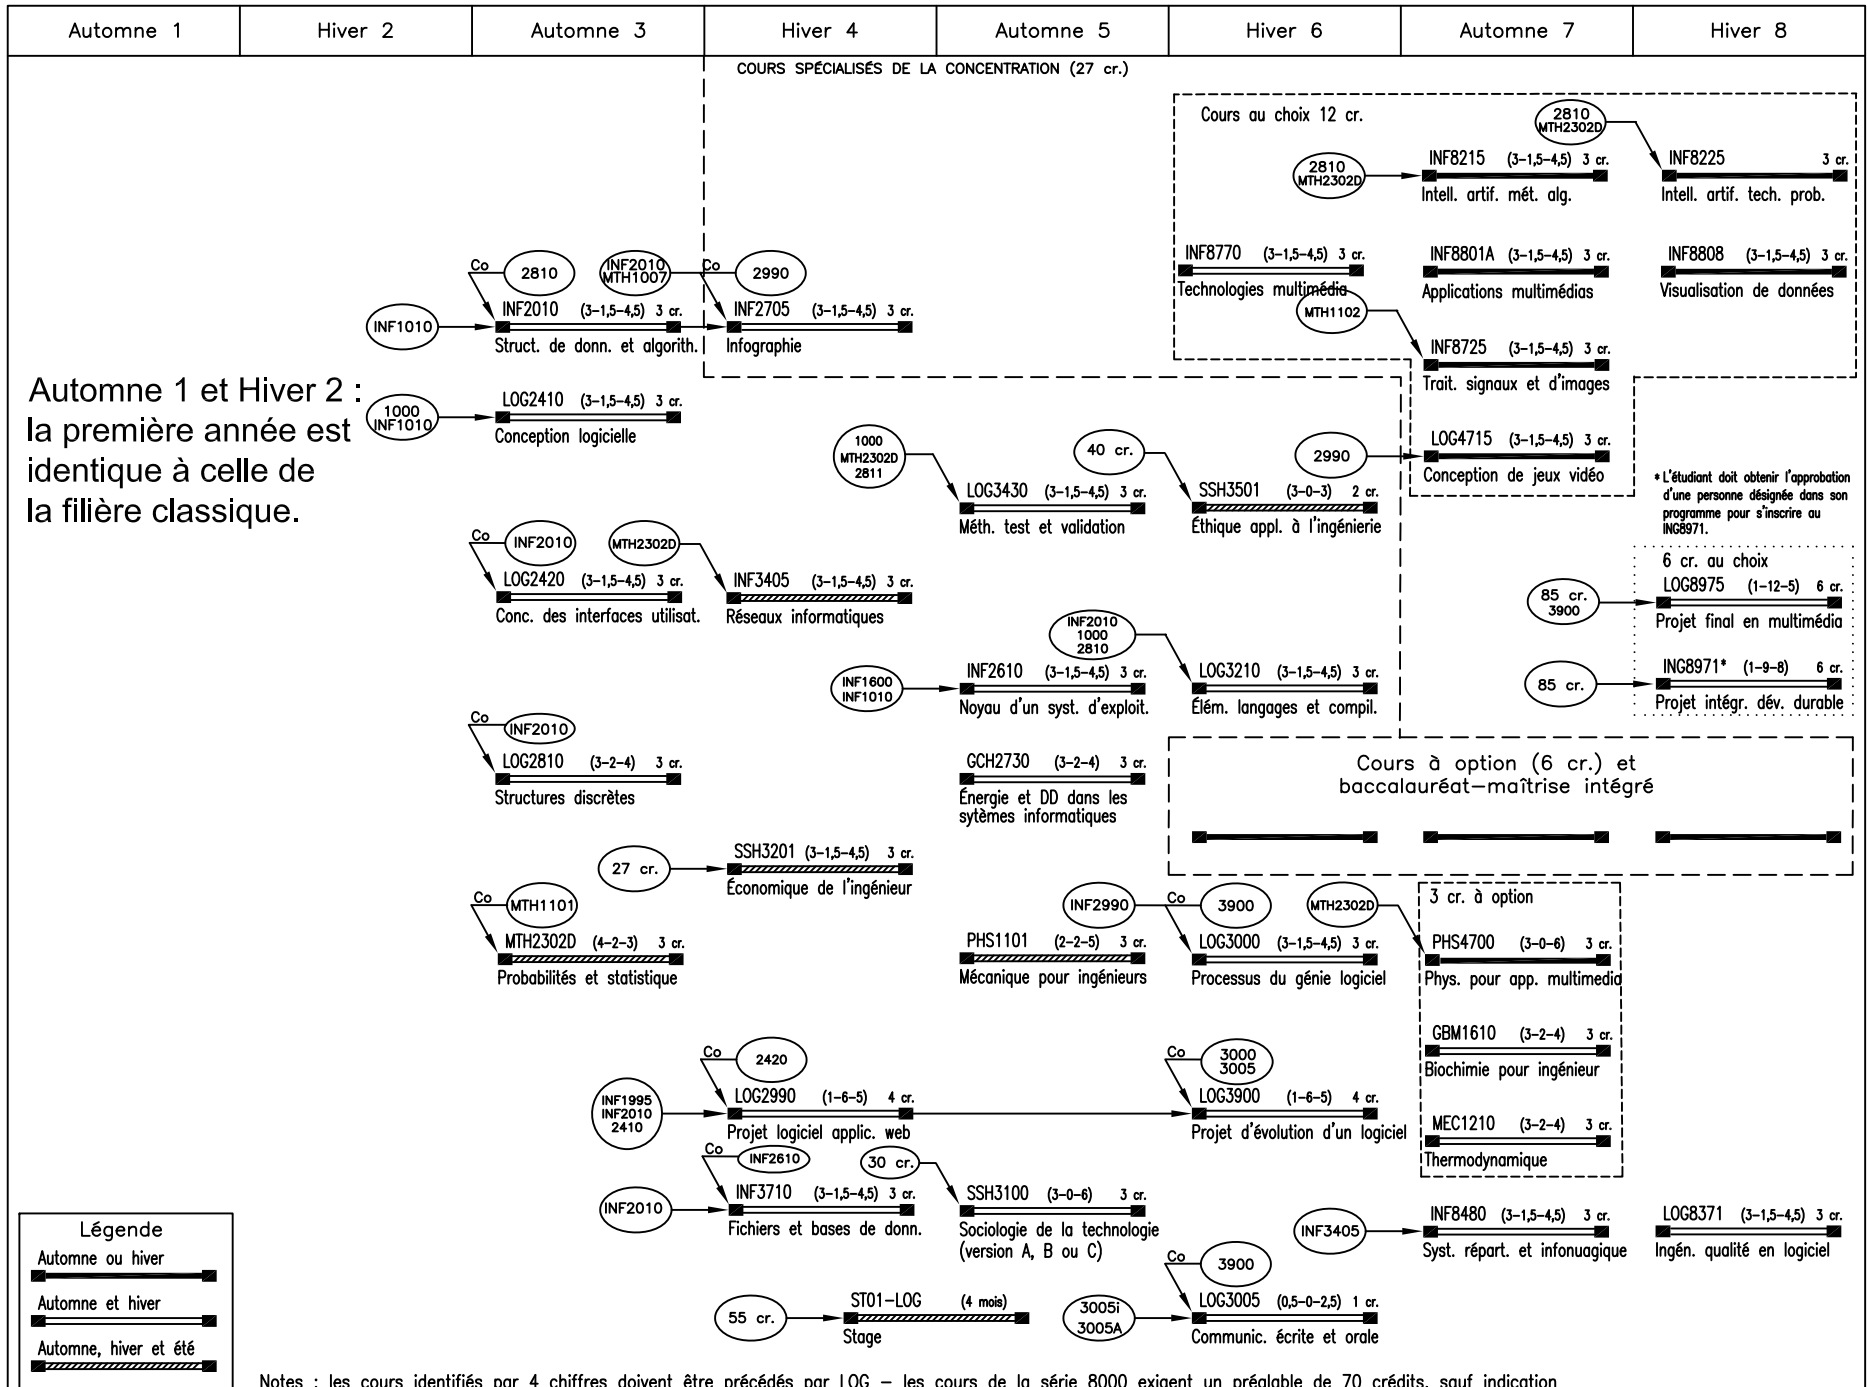 Automne 1
Hiver 2
Automne 3
Hiver 4
Automne 5
Hiver 6
Automne 7
Hiver 8
COURS SPÉCIALISÉS DE LA CONCENTRATION (27 cr.)
Cours au choix 12 cr.
2810
MTH2302D
2810
MTH2302D
INF8215 (3-1,5-4,5) 3 cr.
Intell. artif. mét. alg.
INF8225 3 cr.
Intell. artif. tech. prob.
Co
2810
INF2010
MTH1007
Co
2990
INF8770 (3-1,5-4,5) 3 cr.
Technologies multimédia
INF8801A (3-1,5-4,5) 3 cr.
Applications multimédias
INF8808 (3-1,5-4,5) 3 cr.
Visualisation de données
INF1010
INF2010 (3-1,5-4,5) 3 cr.
Struct. de donn. et algorith.
INF2705 (3-1,5-4,5) 3 cr.
Infographie
MTH1102
INF8725 (3-1,5-4,5) 3 cr.
Trait. signaux et d'images
Automne 1 et Hiver 2 :
la première année est
identique à celle de
la filière classique.
1000
INF1010
LOG2410 (3-1,5-4,5) 3 cr.
Conception logicielle
1000
MTH2302D
2811
40 cr.
2990
LOG4715 (3-1,5-4,5) 3 cr.
Conception de jeux vidéo
LOG3430 (3-1,5-4,5) 3 cr.
Méth. test et validation
SSH3501 (3-0-3) 2 cr.
Éthique appl. à l'ingénierie
* L'étudiant doit obtenir l'approbation
d'une personne désignée dans son
programme pour s'inscrire au
ING8971.
Co
INF2010
MTH2302D
LOG2420 (3-1,5-4,5) 3 cr.
Conc. des interfaces utilisat.
INF3405 (3-1,5-4,5) 3 cr.
Réseaux informatiques
6 cr. au choix
85 cr.
3900
LOG8975 (1-12-5) 6 cr.
Projet final en multimédia
INF2010
1000
2810
INF1600
INF1010
INF2610 (3-1,5-4,5) 3 cr.
Noyau d'un syst. d'exploit.
LOG3210 (3-1,5-4,5) 3 cr.
Élém. langages et compil.
85 cr.
ING8971* (1-9-8) 6 cr.
Projet intégr. dév. durable
Co
INF2010
LOG2810 (3-2-4) 3 cr.
Structures discrètes
GCH2730 (3-2-4) 3 cr.
Énergie et DD dans les
sytèmes informatiques
Cours à option (6 cr.) et
baccalauréat-maîtrise intégré
27 cr.
SSH3201 (3-1,5-4,5) 3 cr.
Économique de l'ingénieur
Co
MTH1101
MTH2302D (4-2-3) 3 cr.
Probabilités et statistique
INF2990
Co
3900
MTH2302D
3 cr. à option
PHS1101 (2-2-5) 3 cr.
Mécanique pour ingénieurs
LOG3000 (3-1,5-4,5) 3 cr.
Processus du génie logiciel
PHS4700 (3-0-6) 3 cr.
Phys. pour app. multimedia
GBM1610 (3-2-4) 3 cr.
Biochimie pour ingénieur
Co
2420
Co
3000
3005
INF1995
INF2010
2410
LOG2990 (1-6-5) 4 cr.
Projet logiciel applic. web
LOG3900 (1-6-5) 4 cr.
Projet d'évolution d'un logiciel
MEC1210 (3-2-4) 3 cr.
Thermodynamique
Co
INF2610
30 cr.
INF2010
INF3710 (3-1,5-4,5) 3 cr.
Fichiers et bases de donn.
SSH3100 (3-0-6) 3 cr.
Sociologie de la technologie
(version A, B ou C)
INF3405
INF8480 (3-1,5-4,5) 3 cr.
Syst. répart. et infonuagique
LOG8371 (3-1,5-4,5) 3 cr.
Ingén. qualité en logiciel
Co
3900
55 cr.
ST01-LOG (4 mois)
Stage
3005i
3005A
LOG3005 (0,5-0-2,5) 1 cr.
Communic. écrite et orale
Légende
Automne ou hiver
Automne et hiver
Automne, hiver et été
Notes : les cours identifiés par 4 chiffres doivent être précédés par LOG – les cours de la série 8000 exigent un préalable de 70 crédits, sauf indication